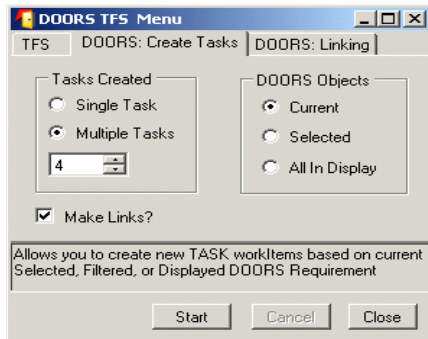 DOORS TFS Menu
TFS DOORS: Create Tasks DOORS: Linking
Tasks Created
Single Task
Multiple Tasks
4
DOORS Objects
Current
Selected
All In Display
Make Links?
Allows you to create new TASK workItems based on current
Selected, Filtered, or Displayed DOORS Requirement
Start Cancel Close